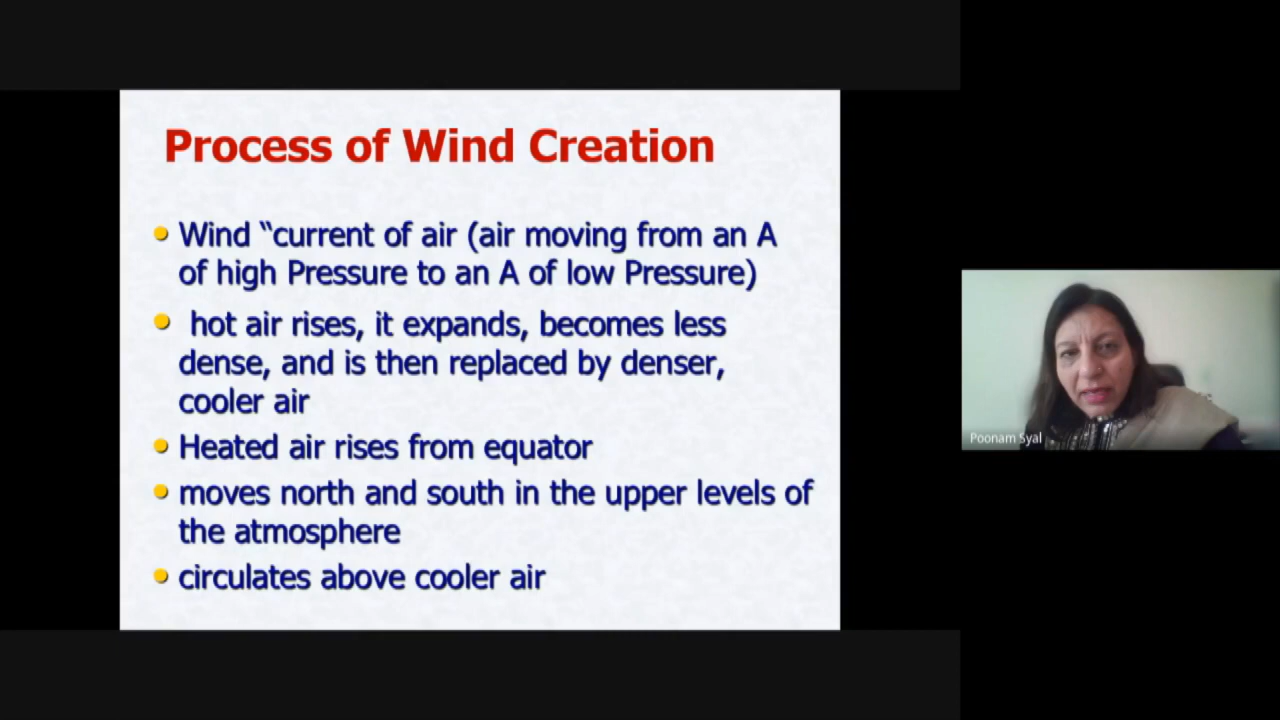 Process of Wind Creation
Wind “current of air (air moving from an A
of high Pressure to an A of low Pressure)
hot air rises, it expands, becomes less
dense, and is then replaced by denser,
cooler air
Heated air rises from equator
moves north and south in the upper levels of
the atmosphere
circulates above cooler air
Poonam Syal